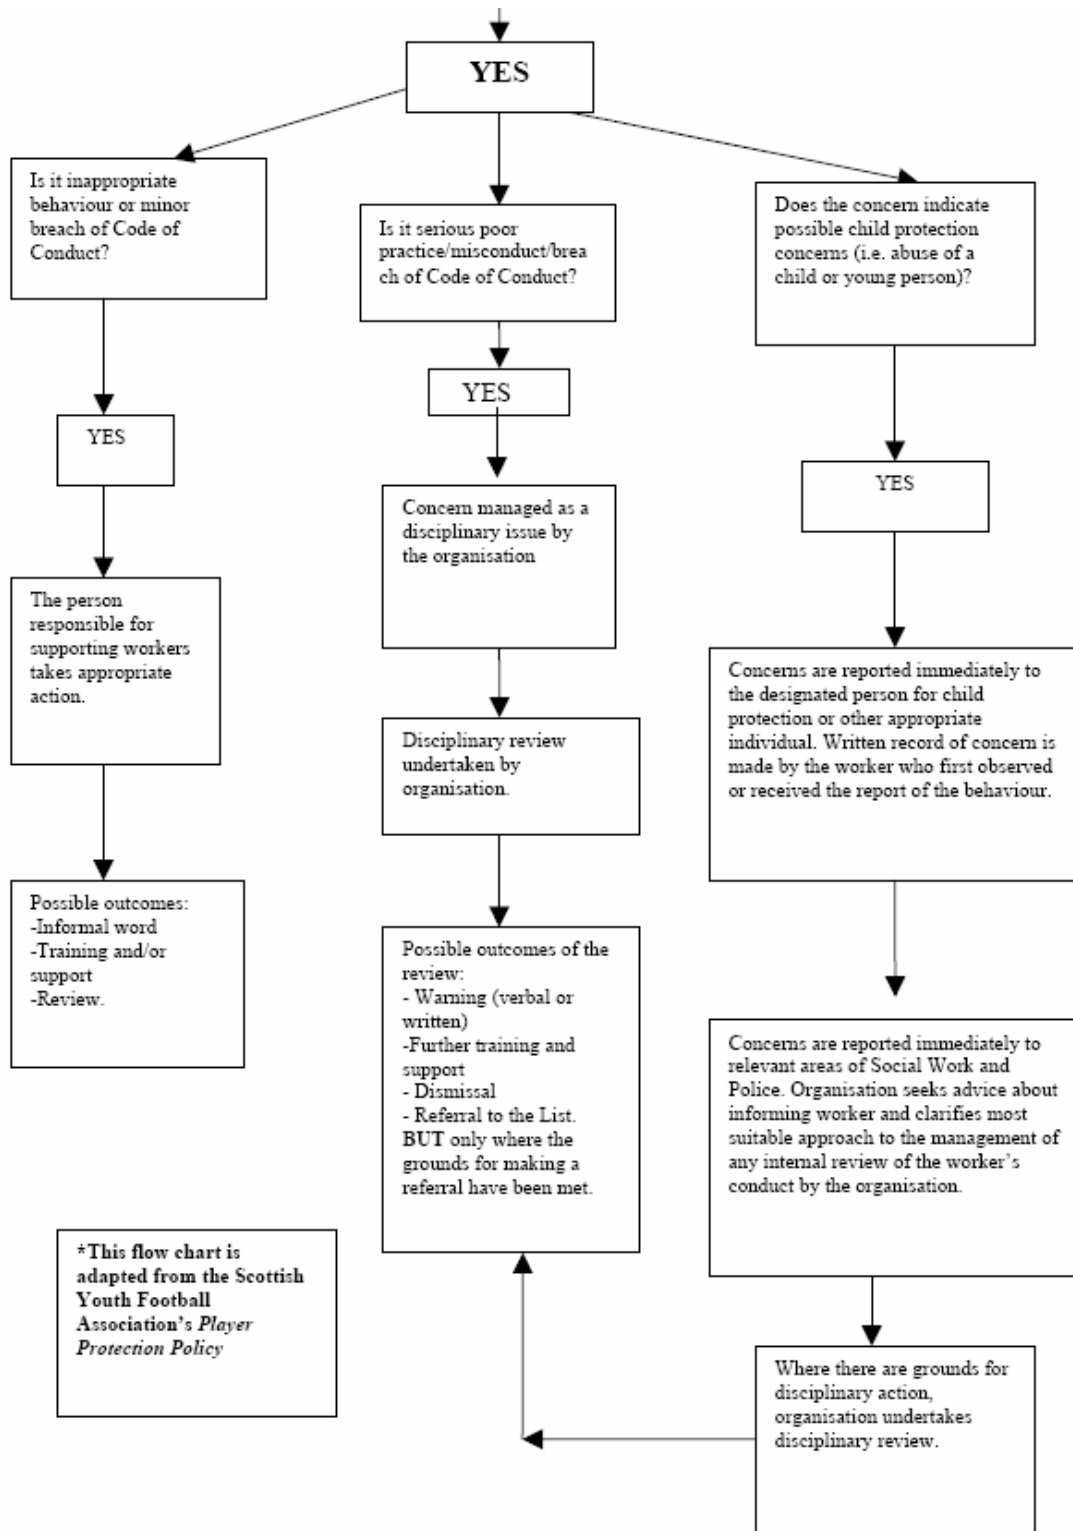 YES
Is it inappropriate
behaviour or minor
breach of Code of
Conduct?
YES
The person
responsible for
supporting workers
takes appropriate
action.
Possible outcomes:
-Informal word
-Training and/or
support
-Review.
Is it serious poor
practice/misconduct/brea
ch of Code of Conduct?
YES
Concern managed as a
disciplinary issue by
the organisation
Disciplinary review
undertaken by
organisation.
Possible outcomes of the
review:
- Warning (verbal or
written)
-Further training and
support
- Dismissal
- Referral to the List.
BUT only where the
grounds for making a
referral have been met.
Does the concern indicate
possible child protection
concerns (i.e. abuse of a
child or young person)?
YES
Concerns are reported immediately to
the designated person for child
protection or other appropriate
individual. Written record of concern is
made by the worker who first observed
or received the report of the behaviour.
Concerns are reported immediately to
relevant areas of Social Work and
Police. Organisation seeks advice about
informing worker and clarifies most
suitable approach to the management of
any internal review of the worker's
conduct by the organisation.
Where there are grounds for
disciplinary action,
organisation undertakes
disciplinary review.
*This flow chart is
adapted from the Scottish
Youth Football
Association's Player
Protection Policy